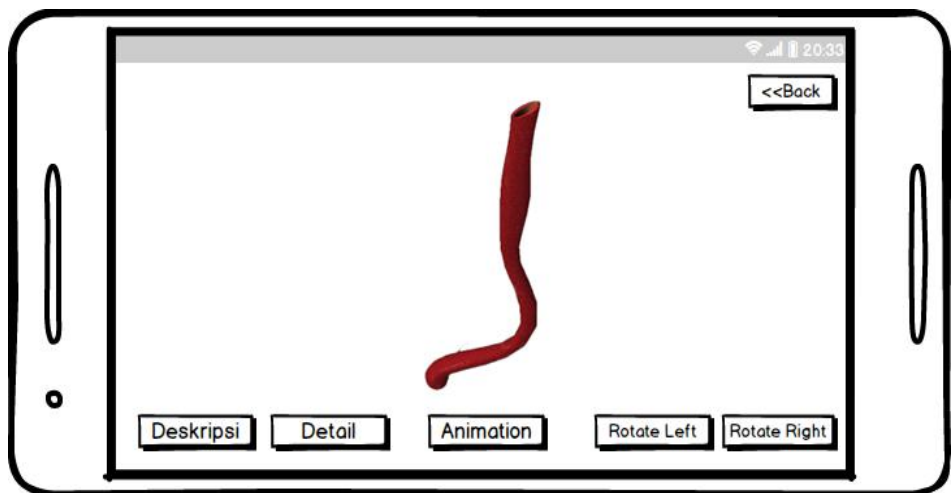 20:33
<<Back
Deskripsi
Detail
Animation
Rotate Left
Rotate Right